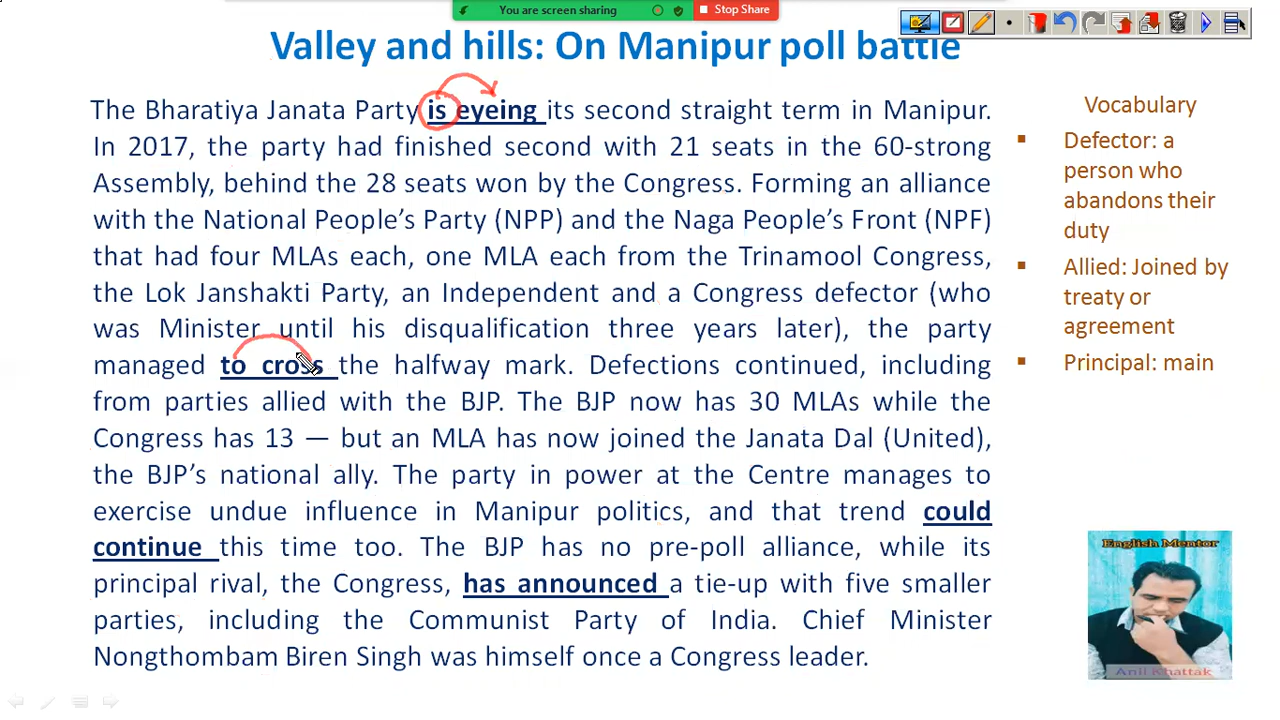 You are screen sharing
Stop Share
Valley and hills: On Manipur poll battle
The Bharatiya Janata Party is eyeing its second straight term in Manipur.
In 2017, the party had finished second with 21 seats in the 60-strong
Assembly, behind the 28 seats won by the Congress. Forming an alliance
with the National People's Party (NPP) and the Naga People's Front (NPF)
that had four MLAs each, one MLA each from the Trinamool Congress,
the Lok Janshakti Party, an Independent and a Congress defector (who
was Minister until his disqualification three years later), the party
managed to cross the halfway mark. Defections continued, including
from parties allied with the BJP. The BJP now has 30 MLAs while the
Congress has 13 — but an MLA has now joined the Janata Dal (United),
the BJP's national ally. The party in power at the Centre manages to
exercise undue influence in Manipur politics, and that trend could
continue this time too. The BJP has no pre-poll alliance, while its
principal rival, the Congress, has announced a tie-up with five smaller
parties, including the Communist Party of India. Chief Minister
Nongthombam Biren Singh was himself once a Congress leader.
Vocabulary
▪ Defector: a
person who
abandons their
duty
▪ Allied: Joined by
treaty or
agreement
▪ Principal: main
English Mentor
Anil Khattak